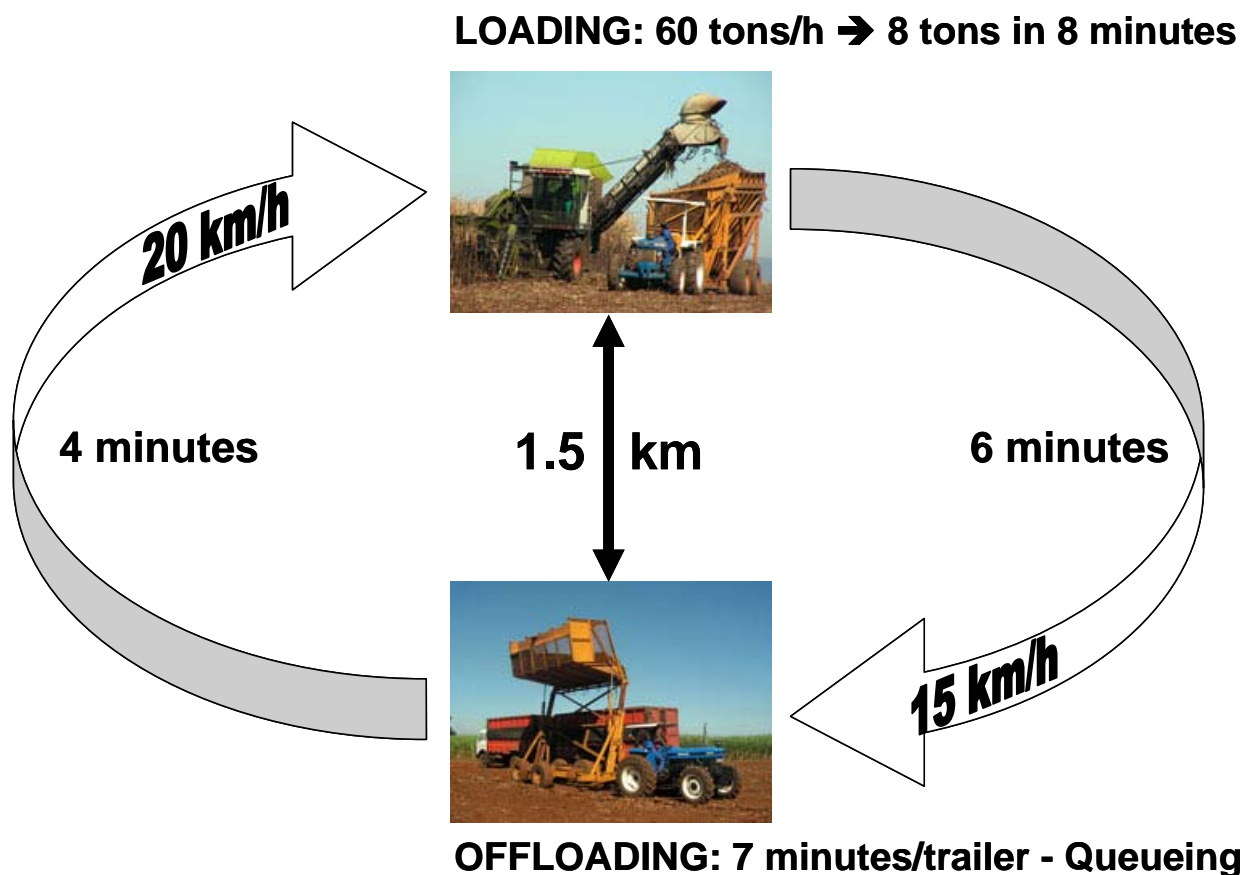 LOADING: 60 tons/h ➔ 8 tons in 8 minutes
20 km/h
4 minutes
1.5 km
6 minutes
15 km/h
OFFLOADING: 7 minutes/trailer - Queueing